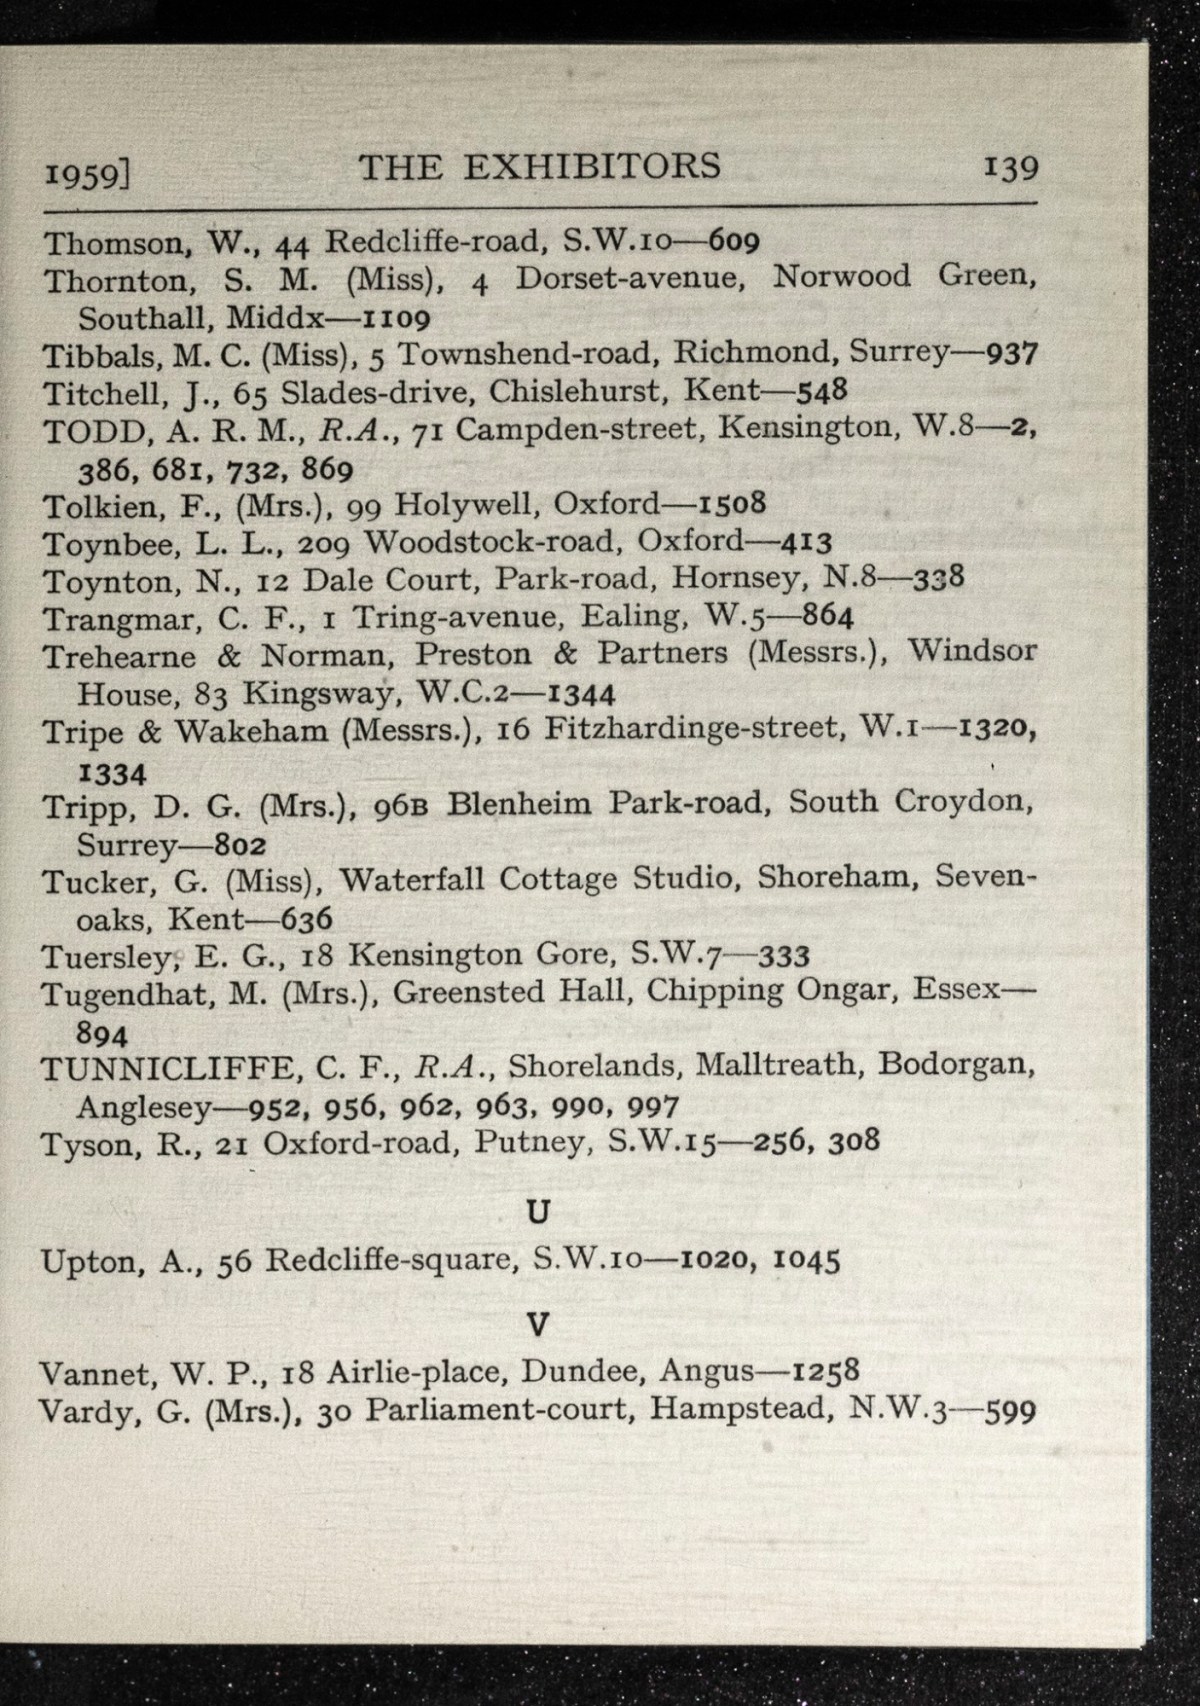 1959] THE EXHIBITORS 139
Thomson, W., 44 Redcliffe-road, S.W.10—609
Thornton, S. M. (Miss), 4 Dorset-avenue, Norwood Green,
Southall, Middx—1109
Tibbals, M. C. (Miss), 5 Townshend-road, Richmond, Surrey—937
Titchell, J., 65 Slades-drive, Chislehurst, Kent—548
TODD, A. R. M., R.A., 71 Campden-street, Kensington, W.8—2,
386, 681, 732, 869
Tolkien, F., (Mrs.), 99 Holywell, Oxford—1508
Toynbee, L. L., 209 Woodstock-road, Oxford—413
Toynton, N., 12 Dale Court, Park-road, Hornsey, N.8—338
Trangmar, C. F., 1 Tring-avenue, Ealing, W.5—864
Trehearne & Norman, Preston & Partners (Messrs.), Windsor
House, 83 Kingsway, W.C.2—1344
Tripe & Wakeham (Messrs.), 16 Fitzhardinge-street, W.1—1320,
1334
Tripp, D. G. (Mrs.), 96B Blenheim Park-road, South Croydon,
Surrey—802
Tucker, G. (Miss), Waterfall Cottage Studio, Shoreham, Seven-
oaks, Kent—636
Tuersley, E. G., 18 Kensington Gore, S.W.7—333
Tugendhat, M. (Mrs.), Greensted Hall, Chipping Ongar, Essex—
894
TUNNICLIFFE, C. F., R.A., Shorelands, Malltreath, Bodorgan,
Anglesey—952, 956, 962, 963, 990, 997
Tyson, R., 21 Oxford-road, Putney, S.W.15—256, 308
U
Upton, A., 56 Redcliffe-square, S.W.10—1020, 1045
V
Vannet, W. P., 18 Airlie-place, Dundee, Angus—1258
Vardy, G. (Mrs.), 30 Parliament-court, Hampstead, N.W.3—599